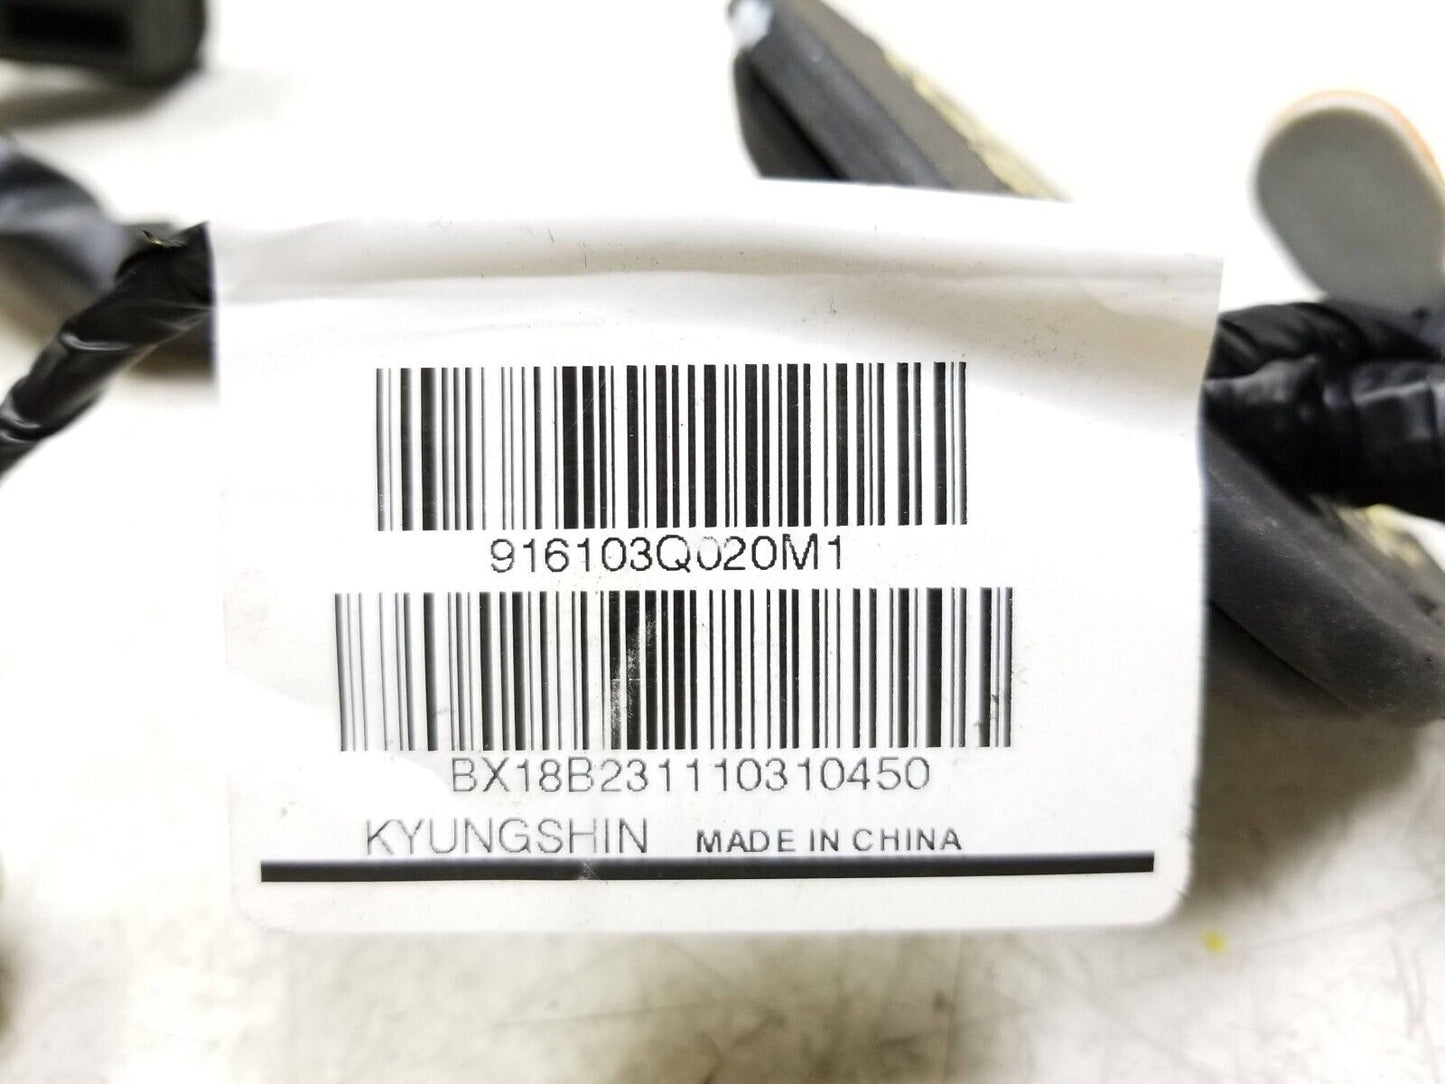 916103Q020M1
BX18B231110310450
KYUNGSHIN MADE IN CHINA